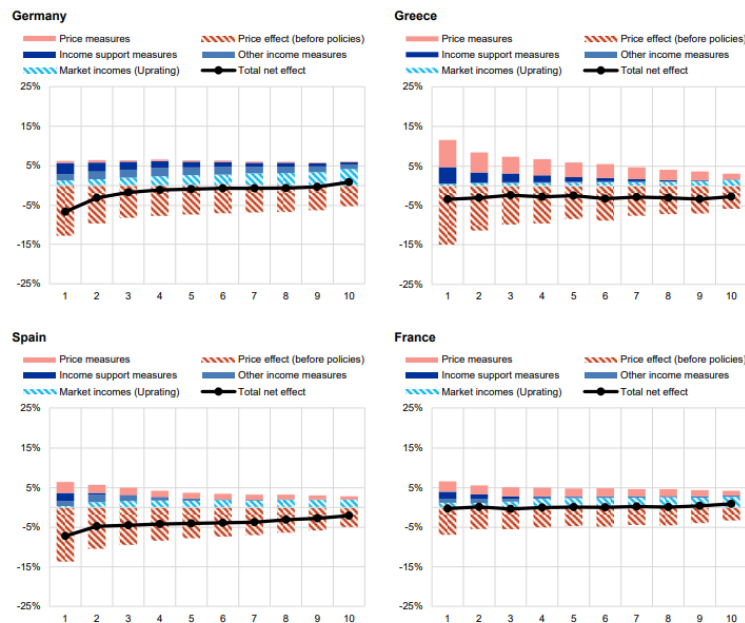 Germany
Price measures Price effect (before policies)
Income support measures Other income measures
Market incomes (Uprating) Total net effect
25%
15%
5%
-5%
-15%
-25%
1 2 3 4 5 6 7 8 9 10
Greece
Price measures Price effect (before policies)
Income support measures Other income measures
Market incomes (Uprating) Total net effect
25%
15%
5%
-5%
-15%
-25%
1 2 3 4 5 6 7 8 9 10
Spain
Price measures Price effect (before policies)
Income support measures Other income measures
Market incomes (Uprating) Total net effect
25%
15%
5%
-5%
-15%
-25%
1 2 3 4 5 6 7 8 9 10
France
Price measures Price effect (before policies)
Income support measures Other income measures
Market incomes (Uprating) Total net effect
25%
15%
5%
-5%
-15%
-25%
1 2 3 4 5 6 7 8 9 10